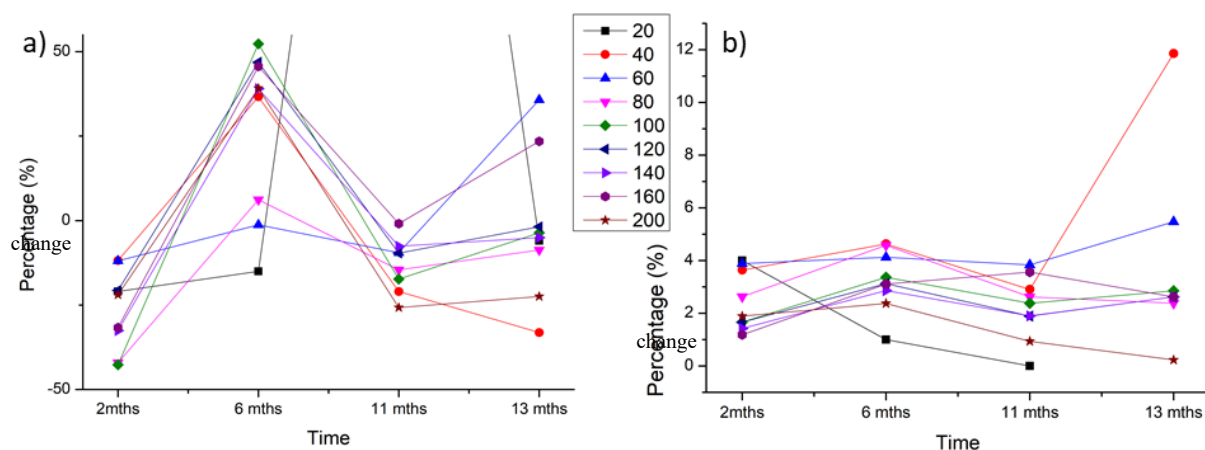 a)
50
0
-50
Percentage (%)
change
2mths
6 mths
11 mths
13 mths
Time
20
40
60
80
100
120
140
160
200
b)
12
10
8
6
4
2
0
Percentage (%)
change
2mths
6 mths
11 mths
13 mths
Time